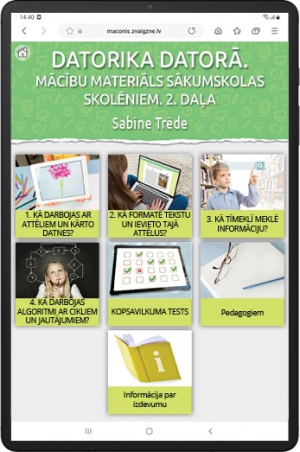 14:40
maconis.zvaigzne.lv
DATORIKA DATORĀ.
MĀCĪBU MATERIĀLS SĀKUMSKOLAS
SKOLĒNIEM. 2. DAĻA
Sabīne Trēde
1. KĀ DARBOJAS AR
ATTĒLIEM UN KĀRTO
DATNES?
2. KĀ FORMATĒ TEKSTU
UN IEVIETO TAJĀ
ATTĒLUS?
3. KĀ TĪMEKLĪ MEKLĒ
INFORMĀCIJU?
4. KĀ DARBOJAS
ALGORITMI AR CIKLIEM
UN JAUTĀJUMIEM?
KOPSAVILKUMA TESTS
Pedagogiem
Informācija par
izdevumu